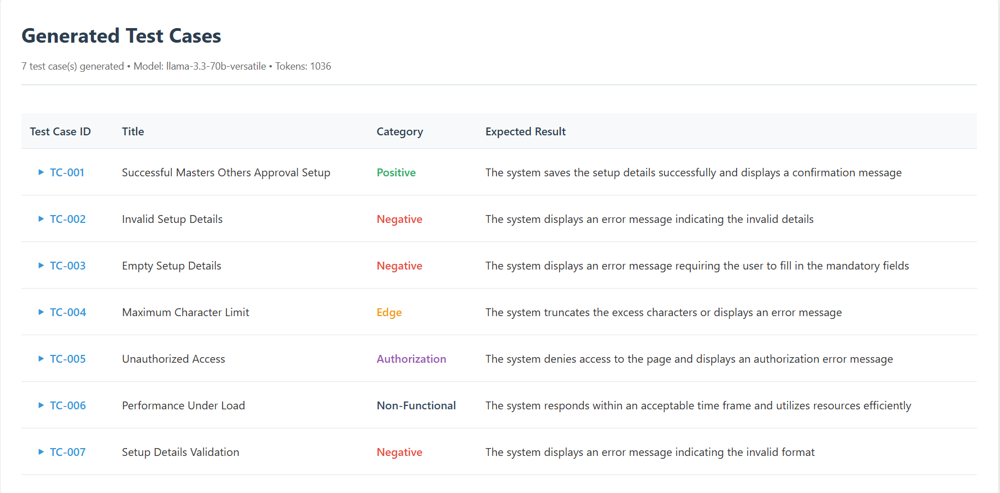 Generated Test Cases
7 test case(s) generated • Model: llama-3.3-70b-versatile • Tokens: 1036
Test Case ID Title Category Expected Result
TC-001 Successful Masters Others Approval Setup Positive The system saves the setup details successfully and displays a confirmation message
TC-002 Invalid Setup Details Negative The system displays an error message indicating the invalid details
TC-003 Empty Setup Details Negative The system displays an error message requiring the user to fill in the mandatory fields
TC-004 Maximum Character Limit Edge The system truncates the excess characters or displays an error message
TC-005 Unauthorized Access Authorization The system denies access to the page and displays an authorization error message
TC-006 Performance Under Load Non-Functional The system responds within an acceptable time frame and utilizes resources efficiently
TC-007 Setup Details Validation Negative The system displays an error message indicating the invalid format